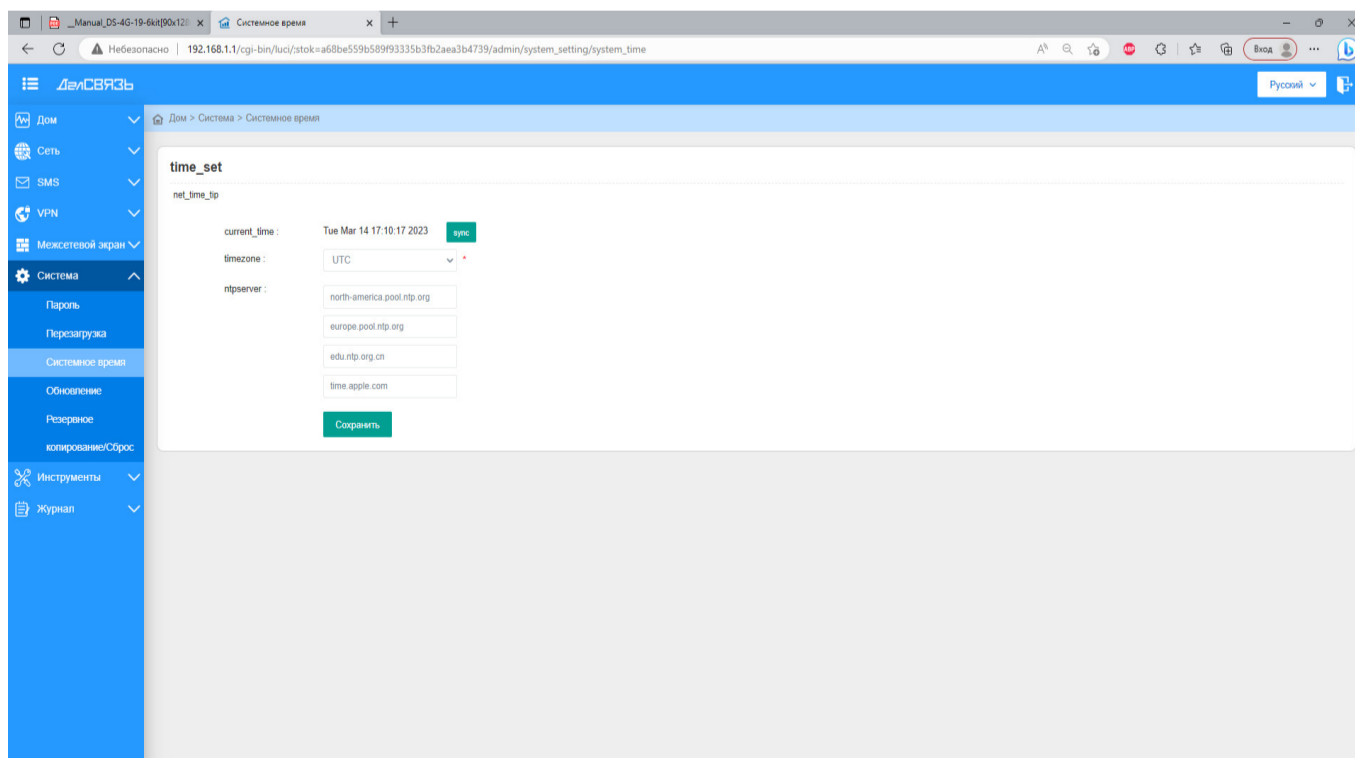 _Manual_DS-4G-19-6kit[90x12
Системное время
Небезопасно
192.168.1.1/cgi-bin/luci/;stok=a68be559b589f93335b3fb2aea3b4739/admin/system_setting/system_time
Вход
ДалСВЯЗЬ
Русский
Дом
Дом > Система > Системное время
Сеть
SMS
VPN
Межсетевой экран
Система
Пароль
Перезагрузка
Системное время
Обновление
Резервное
копирование/Сброс
Инструменты
Журнал
time_set
net_time_tip
current_time : Tue Mar 14 17:10:17 2023 sync
timezone : UTC *
ntpserver :
north-america.pool.ntp.org
europe.pool.ntp.org
edu.ntp.org.cn
time.apple.com
Сохранить